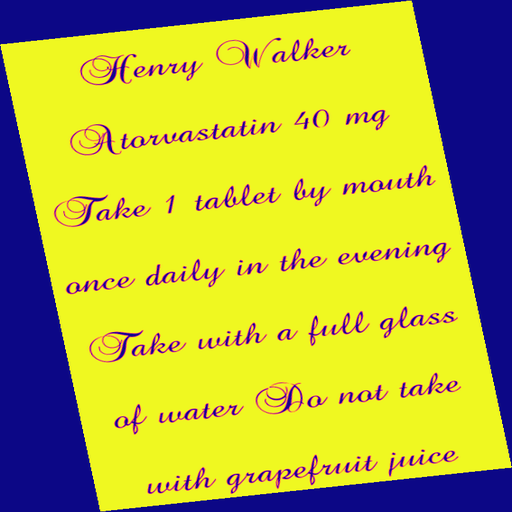 Henry Walker
Atorvastatin 40 mg
Take 1 tablet by mouth
once daily in the evening
Take with a full glass
of water Do not take
with grapefruit juice